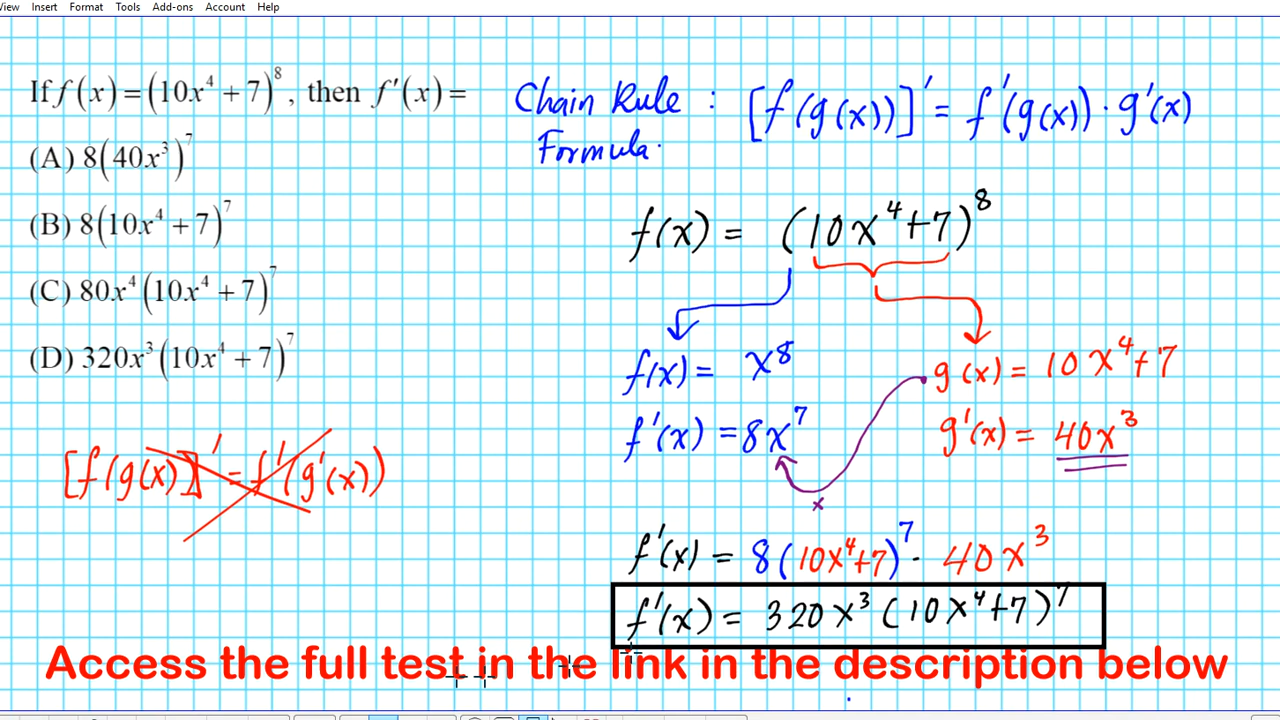 View Insert Format Tools Add-ons Account Help
If f(x) = (10x⁴ + 7)⁸, then f′(x) =
(A) 8(40x³)⁷
(B) 8(10x⁴ + 7)⁷
(C) 80x⁴(10x⁴ + 7)⁷
(D) 320x³(10x⁴ + 7)⁷
[f(g(x)]′ = f′(g′(x))
Chain Rule : [f(g(x))]′ = f′(g(x)) · g′(x)
Formula.
f(x) = (10x⁴+7)⁸
f(x) = x⁸
g(x) = 10x⁴+7
f′(x) = 8x⁷
g′(x) = 40x³
x
f′(x) = 8(10x⁴+7)⁷ · 40x³
f′(x) = 320x³(10x⁴+7)⁷
Access the full test in the link in the description below